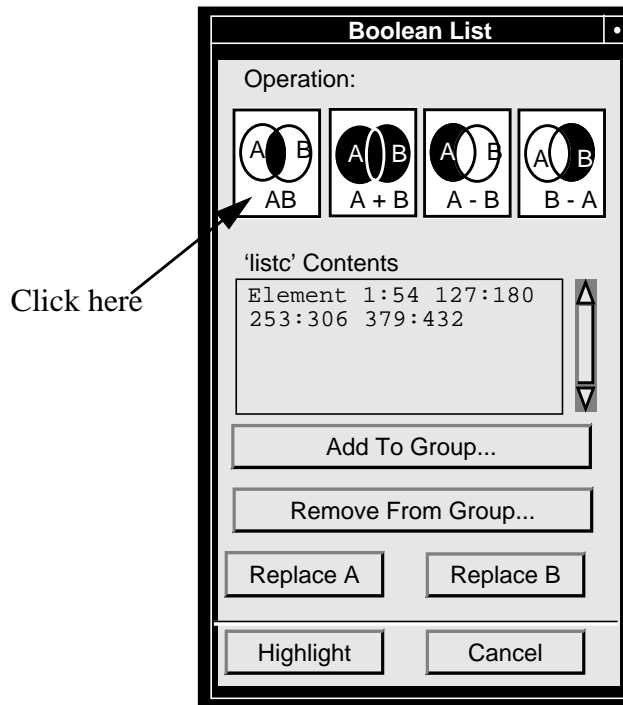 Boolean List
Operation:
A B A B A B A B
AB A + B A - B B - A
'listc' Contents
Click here
Element 1:54 127:180
253:306 379:432
Add To Group...
Remove From Group...
Replace A Replace B
Highlight Cancel